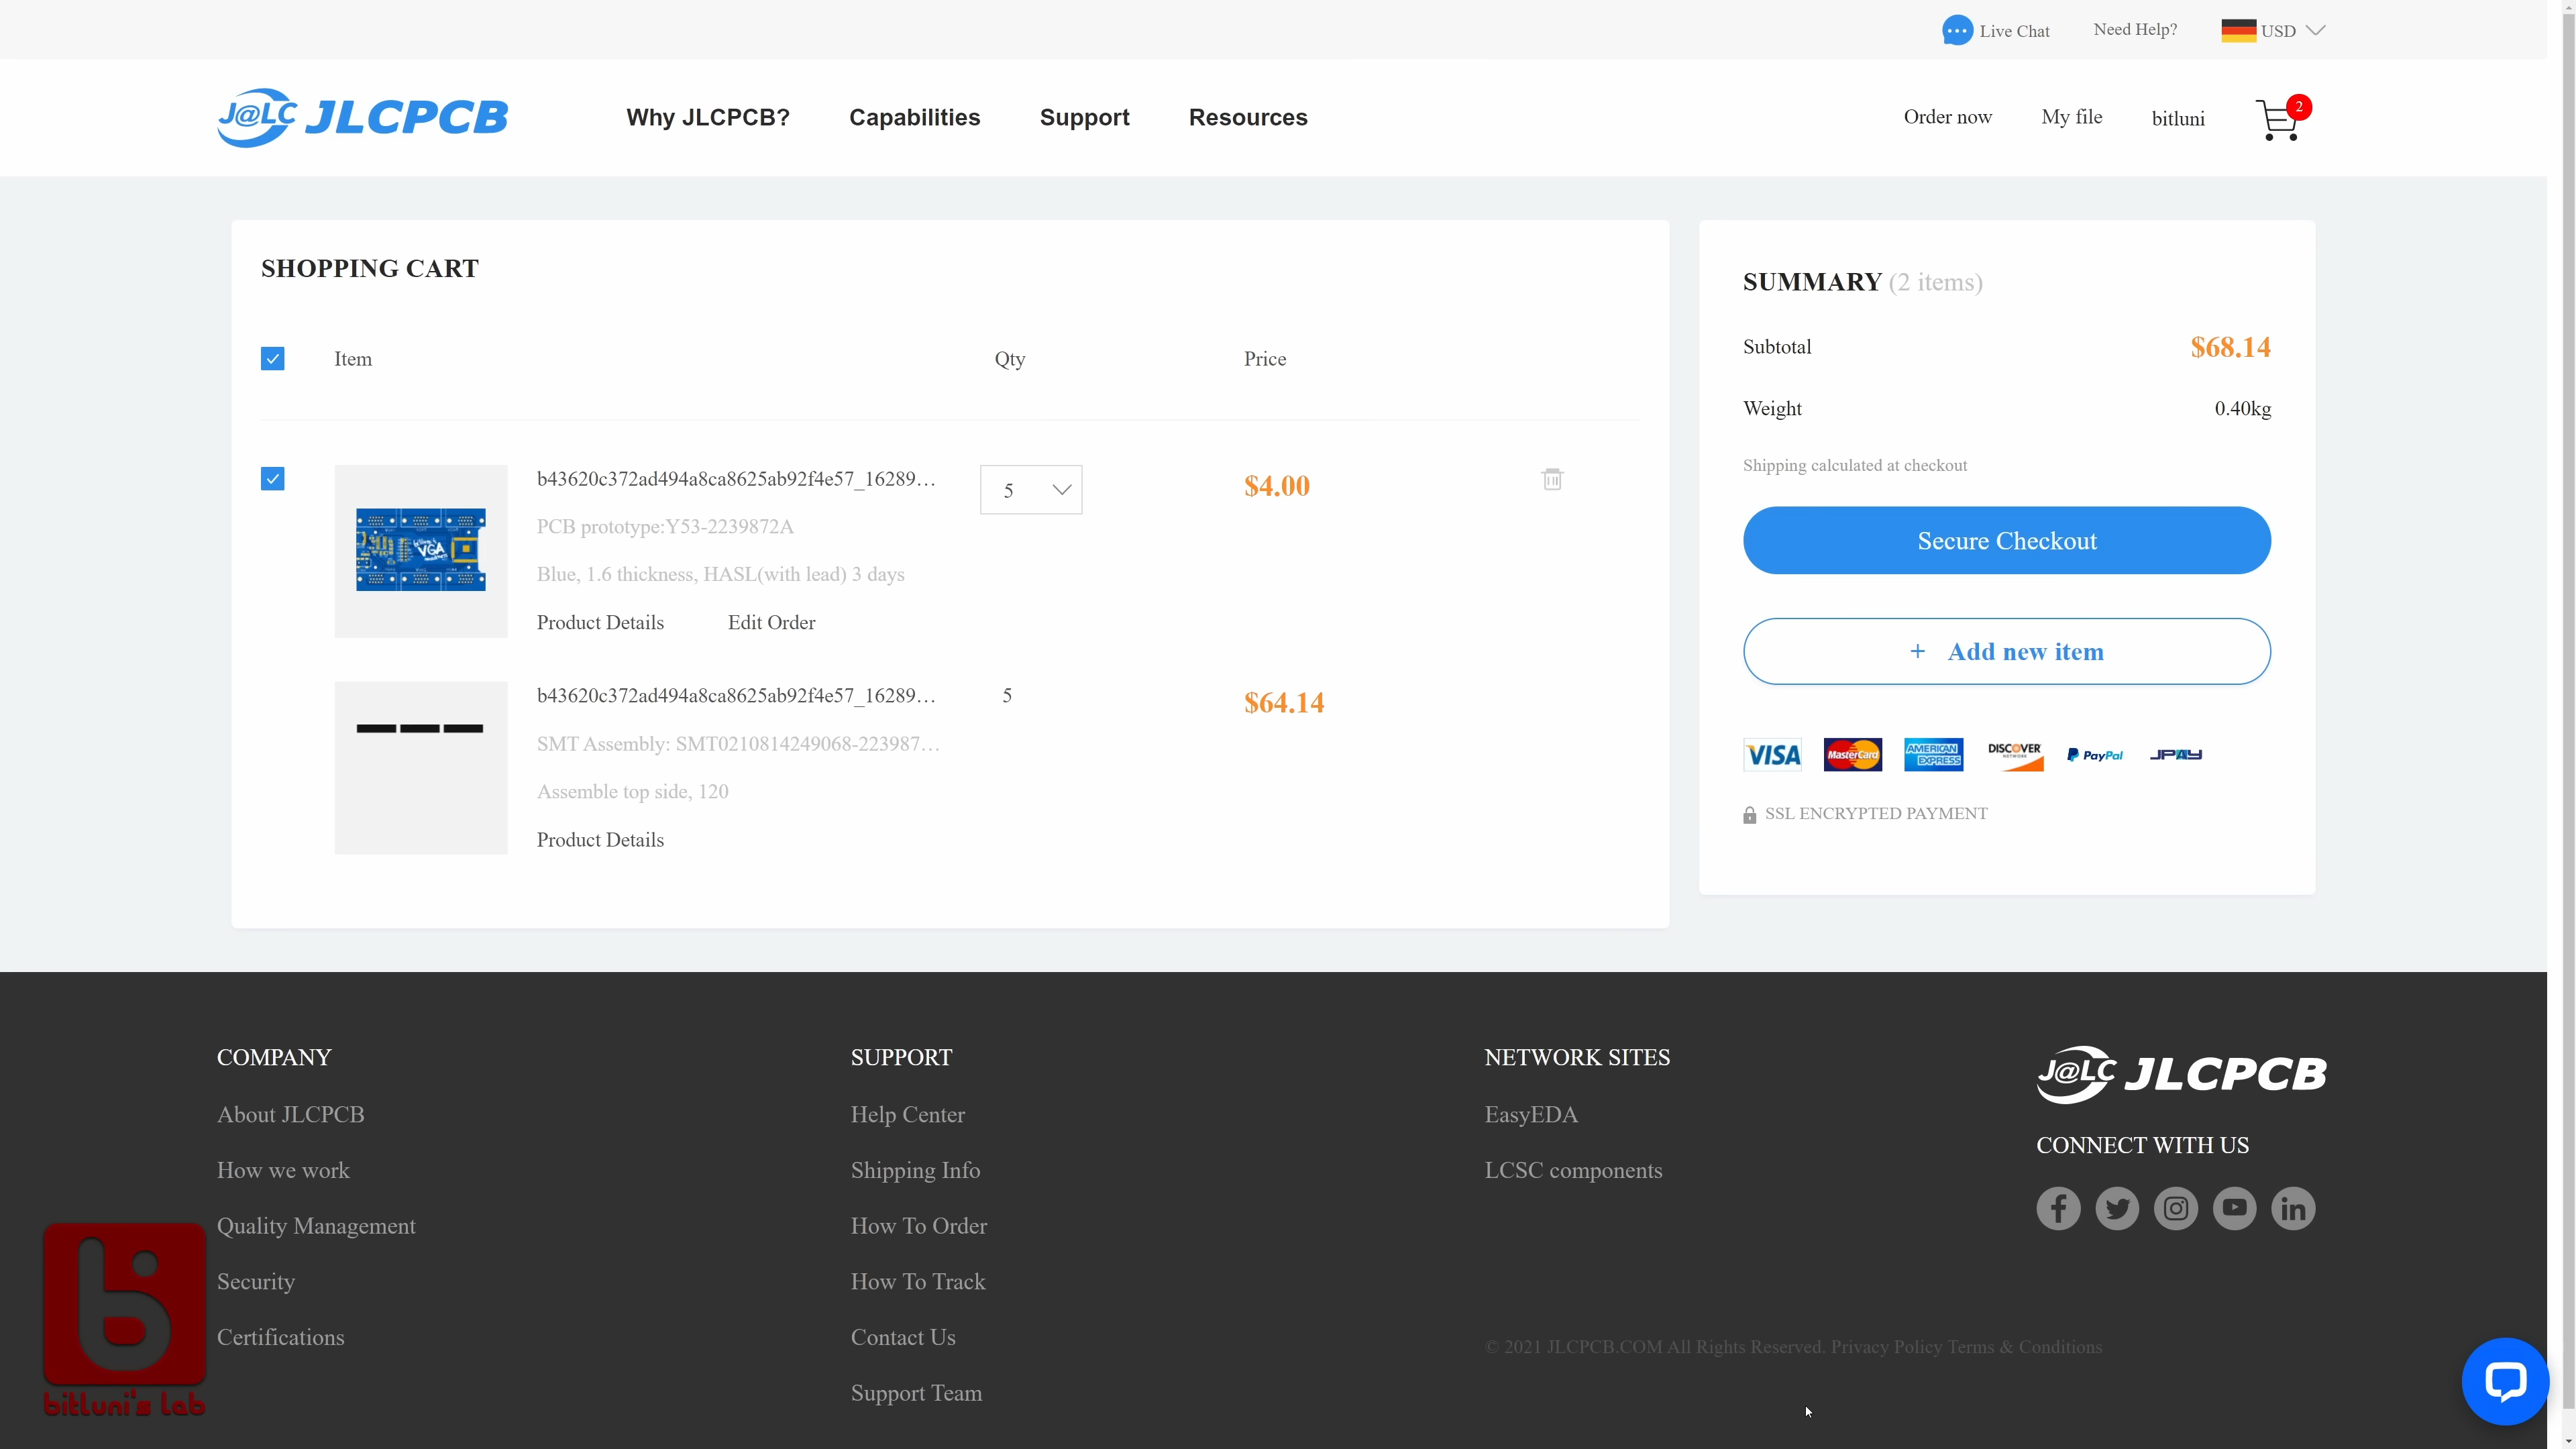 Live Chat Need Help? USD
J@LC JLCPCB Why JLCPCB? Capabilities Support Resources Order now My file bitluni 2
SHOPPING CART
Item Qty Price
b43620c372ad494a8ca8625ab92f4e57_16289... 5 $4.00
PCB prototype:Y53-2239872A
Blue, 1.6 thickness, HASL(with lead) 3 days
VGA
Product Details Edit Order
b43620c372ad494a8ca8625ab92f4e57_16289... 5 $64.14
SMT Assembly: SMT0210814249068-223987...
Assemble top side, 120
Product Details
SUMMARY (2 items)
Subtotal $68.14
Weight 0.40kg
Shipping calculated at checkout
Secure Checkout
+ Add new item
VISA MasterCard AMERICAN EXPRESS DISCOVER NETWORK PayPal JPAY
SSL ENCRYPTED PAYMENT
COMPANY
About JLCPCB
How we work
Quality Management
Security
Certifications
SUPPORT
Help Center
Shipping Info
How To Order
How To Track
Contact Us
Support Team
NETWORK SITES
EasyEDA
LCSC components
J@LC JLCPCB
CONNECT WITH US
© 2021 JLCPCB.COM All Rights Reserved. Privacy Policy Terms & Conditions
bitluni's lab